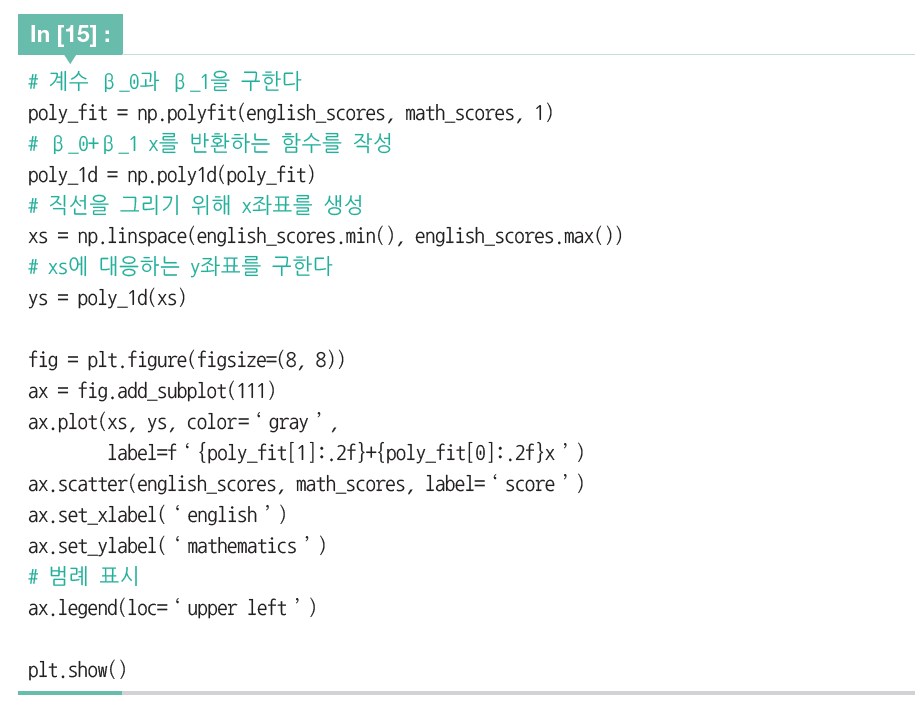 In [15] :
# 계수 β_0과 β_1을 구한다
poly_fit = np.polyfit(english_scores, math_scores, 1)
# β_0+β_1 x를 반환하는 함수를 작성
poly_1d = np.poly1d(poly_fit)
# 직선을 그리기 위해 x좌표를 생성
xs = np.linspace(english_scores.min(), english_scores.max())
# xs에 대응하는 y좌표를 구한다
ys = poly_1d(xs)
fig = plt.figure(figsize=(8, 8))
ax = fig.add_subplot(111)
ax.plot(xs, ys, color=‘gray’,
label=f‘{poly_fit[1]:.2f}+{poly_fit[0]:.2f}x’)
ax.scatter(english_scores, math_scores, label=‘score’)
ax.set_xlabel(‘english’)
ax.set_ylabel(‘mathematics’)
# 범례 표시
ax.legend(loc=‘upper left’)
plt.show()